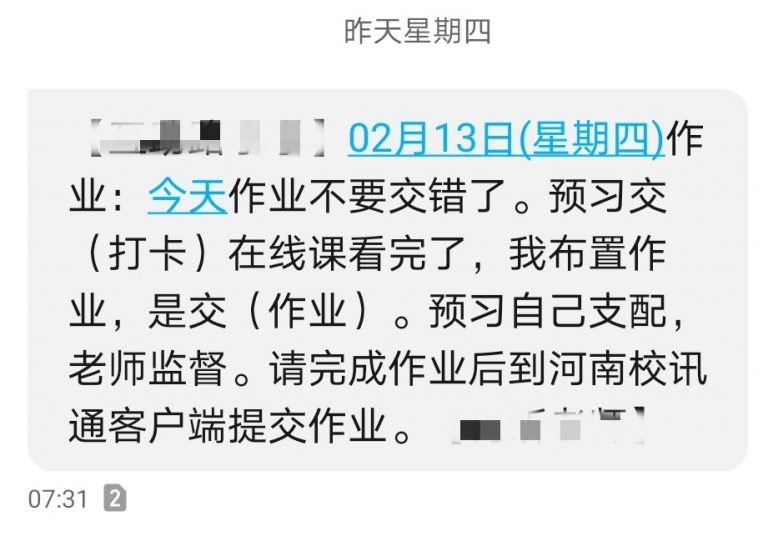 昨天星期四
【 】02月13日(星期四)作
业：今天作业不要交错了。预习交
（打卡）在线课看完了，我布置作
业，是交（作业）。预习自己支配，
老师监督。请完成作业后到河南校讯
通客户端提交作业。【 】
07:31 2